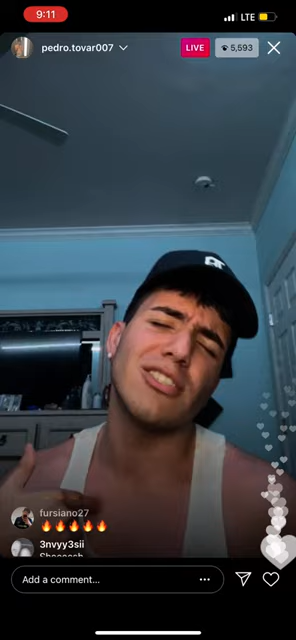 9:11
LTE
pedro.tovar007
LIVE
5,593
fursiano27
🔥🔥🔥🔥🔥
3nvyy3sii
Add a comment...